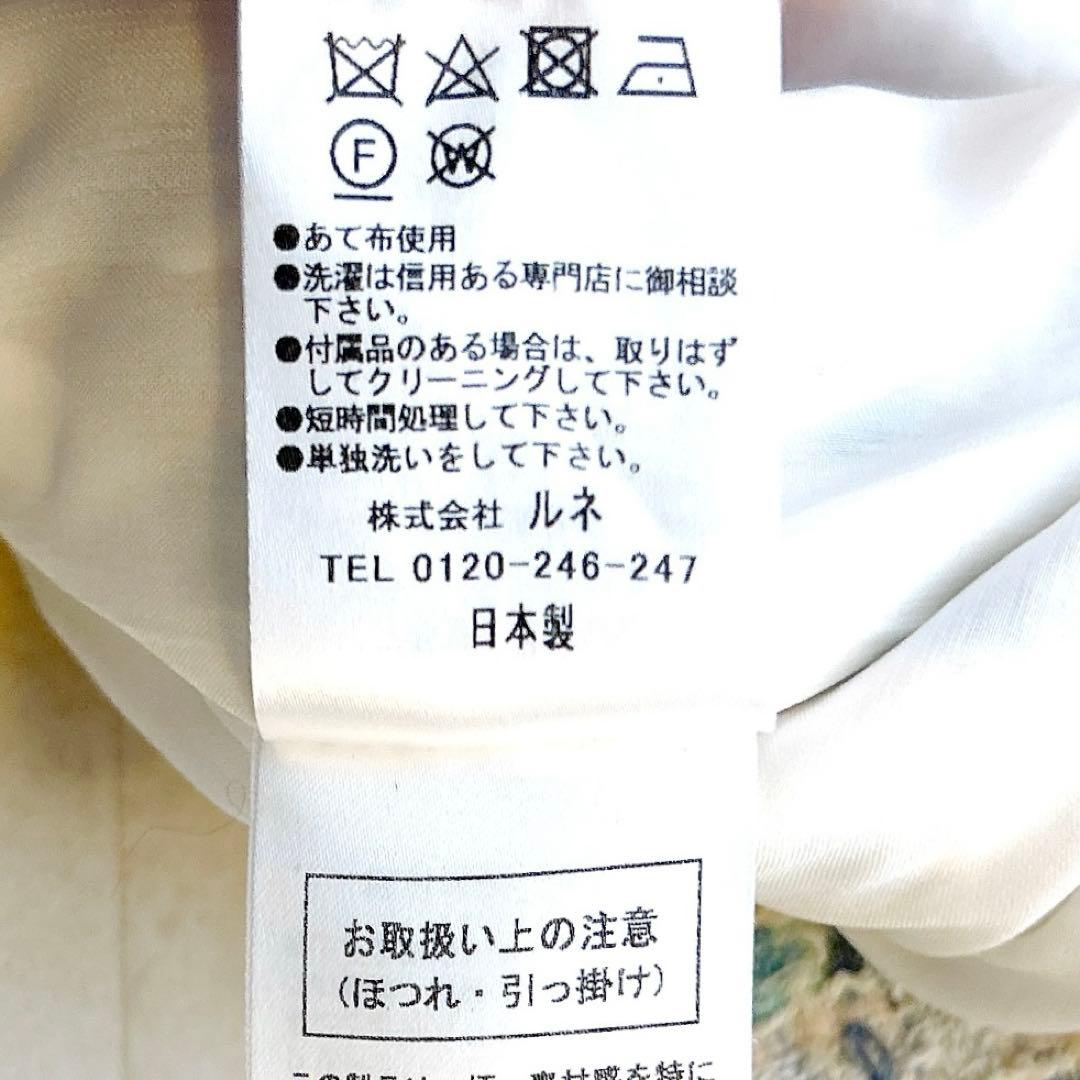 F W
●あて布使用
●洗濯は信用ある専門店に御相談
下さい。
●付属品のある場合は、取りはず
してクリーニングして下さい。
●短時間処理して下さい。
●単独洗いをして下さい。
株式会社 ルネ
TEL 0120-246-247
日本製
お取扱い上の注意
(ほつれ・引っ掛け)